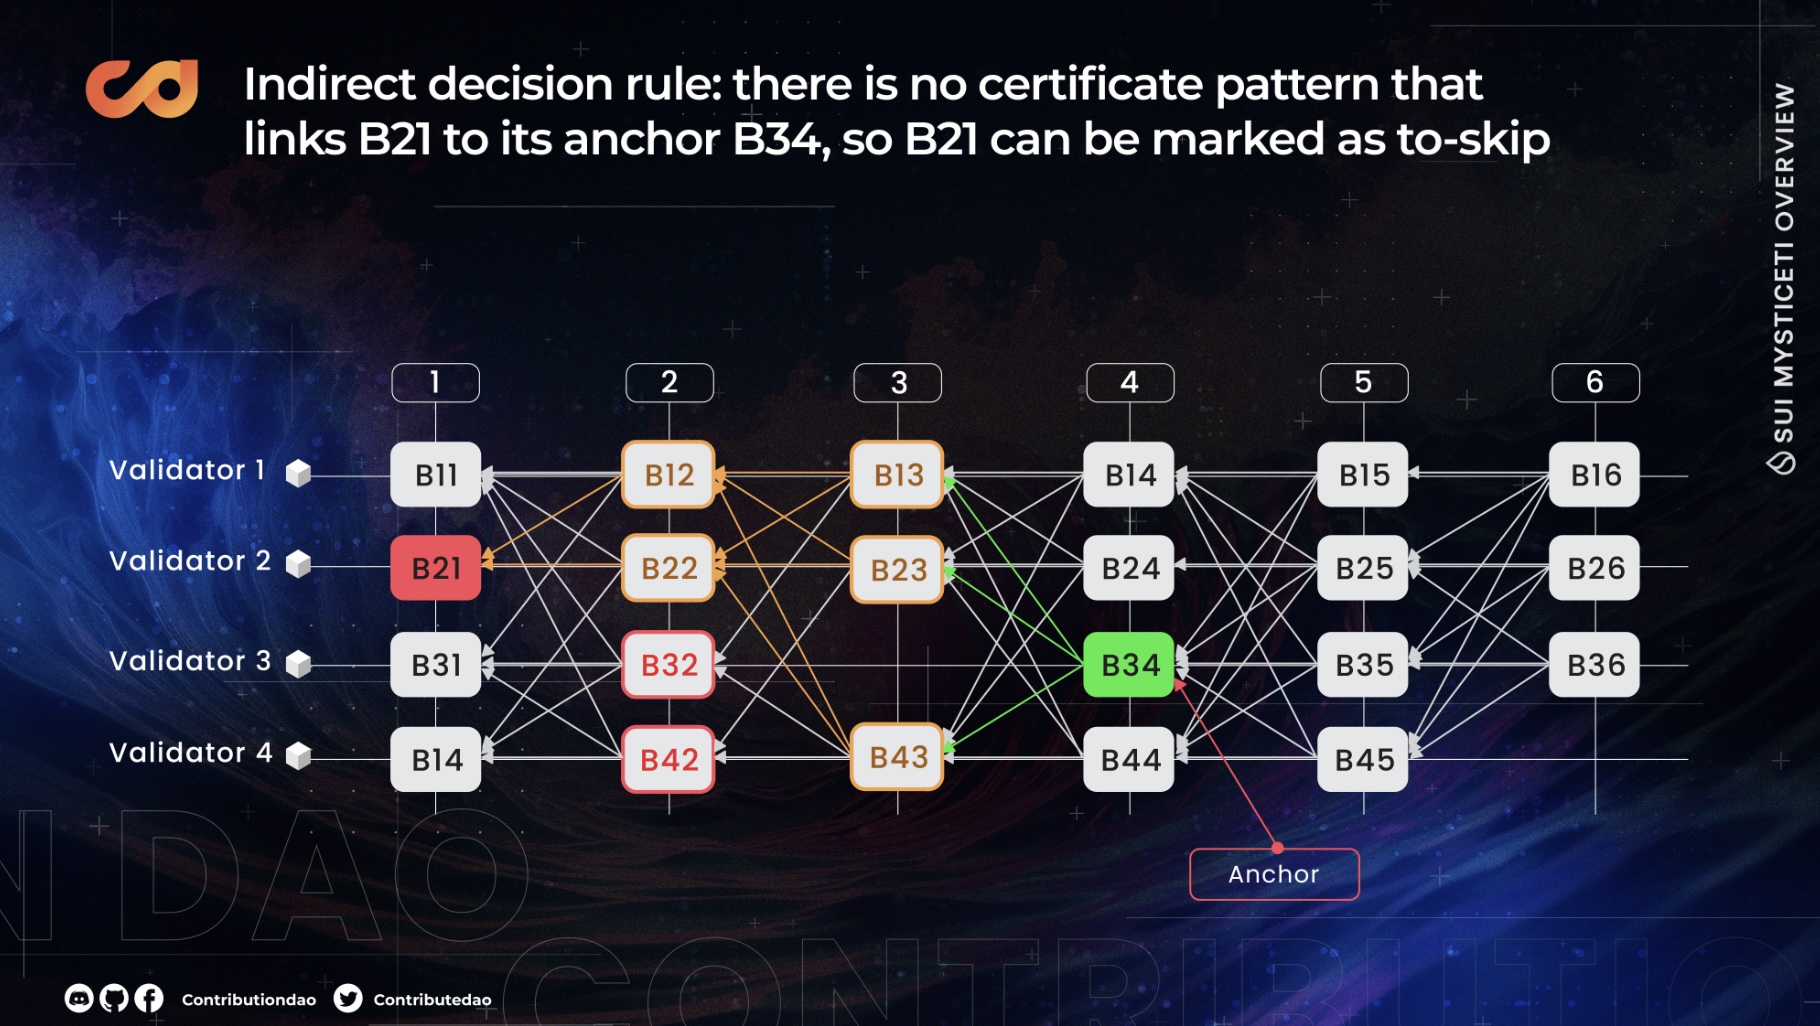 Indirect decision rule: there is no certificate pattern that
links B21 to its anchor B34, so B21 can be marked as to-skip
SUI MYSTICETI OVERVIEW
1 2 3 4 5 6
Validator 1 B11 B12 B13 B14 B15 B16
Validator 2 B21 B22 B23 B24 B25 B26
Validator 3 B31 B32 B34 B35 B36
Validator 4 B14 B42 B43 B44 B45
Anchor
N DAO
CONTRIBUTIO
Contributiondao Contributedao